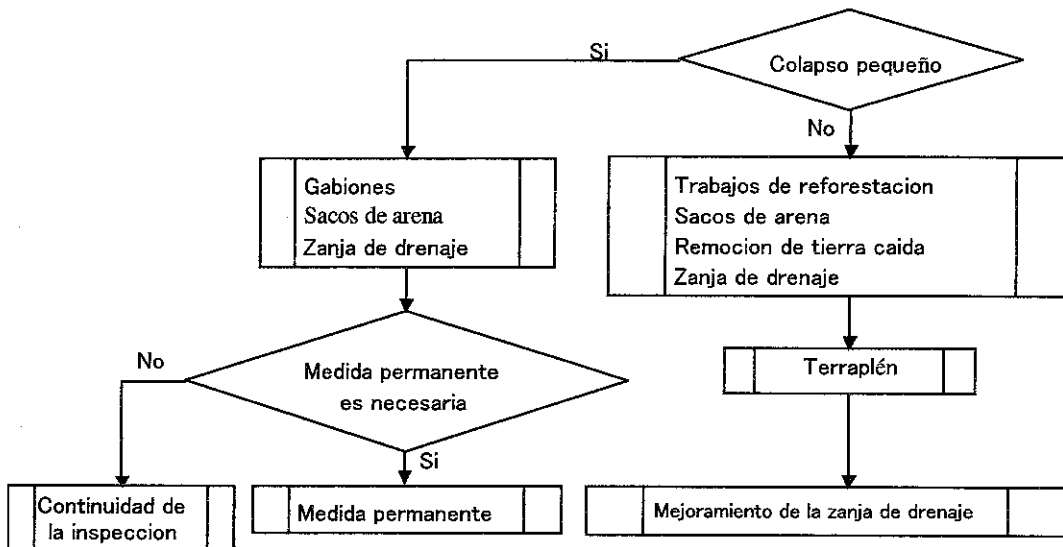 Si
Colapso pequeño
No
Gabiones
Sacos de arena
Zanja de drenaje
Trabajos de reforestacion
Sacos de arena
Remocion de tierra caida
Zanja de drenaje
No
Medida permanente
es necesaria
Terraplén
Si
Continuidad de
la inspeccion
Medida permanente
Mejoramiento de la zanja de drenaje